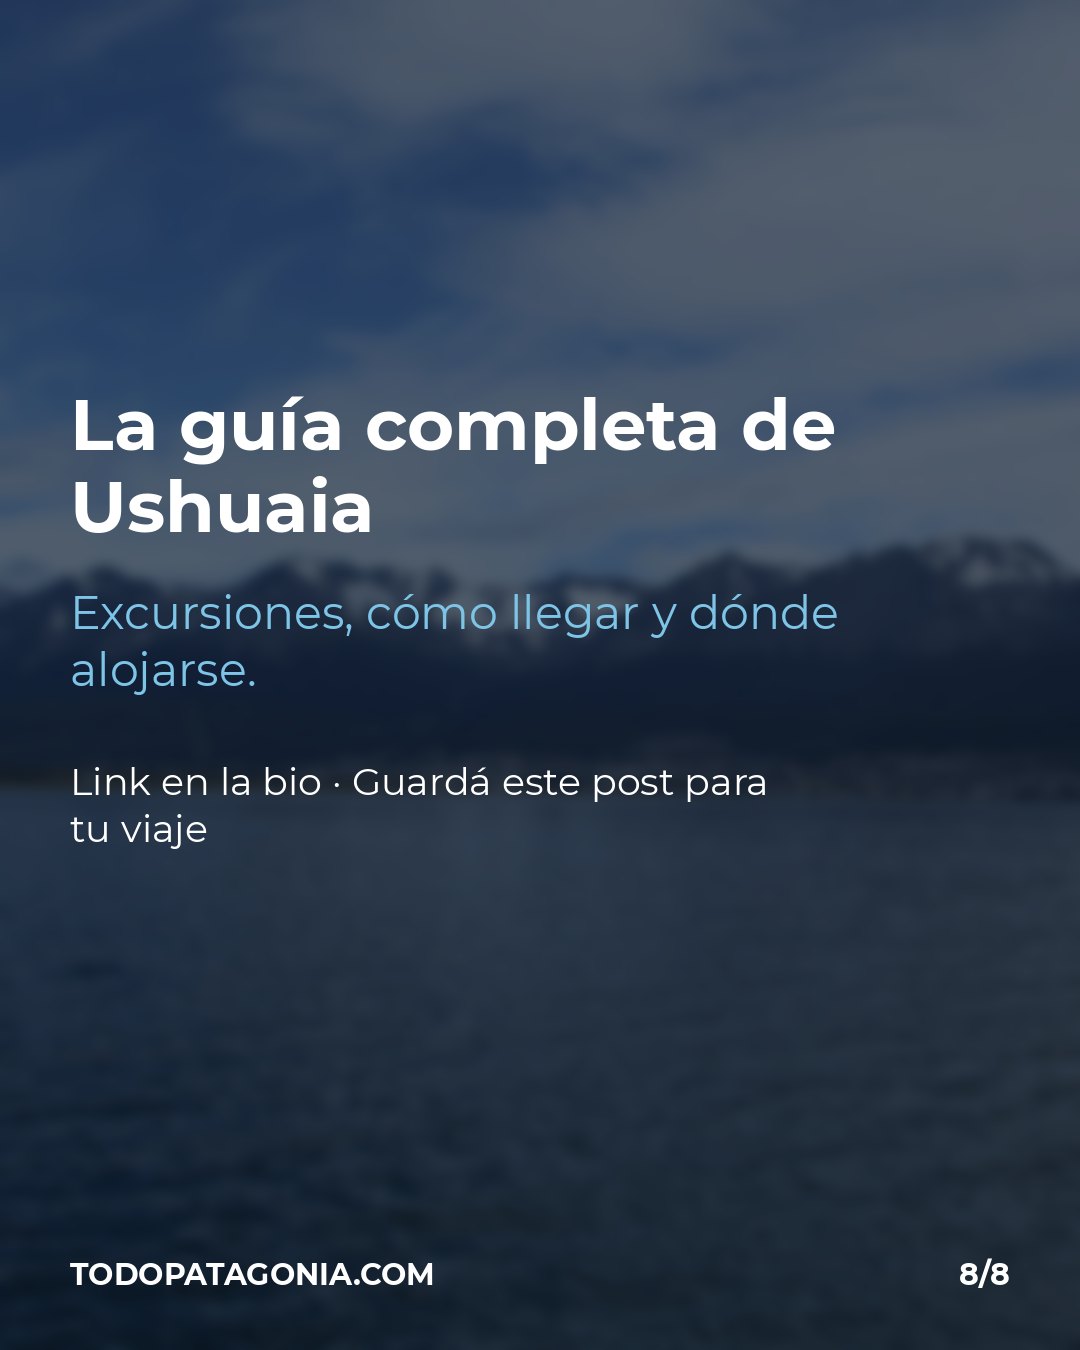 La guía completa de
Ushuaia
Excursiones, cómo llegar y dónde
alojarse.
Link en la bio · Guardá este post para
tu viaje
TODOPATAGONIA.COM
8/8